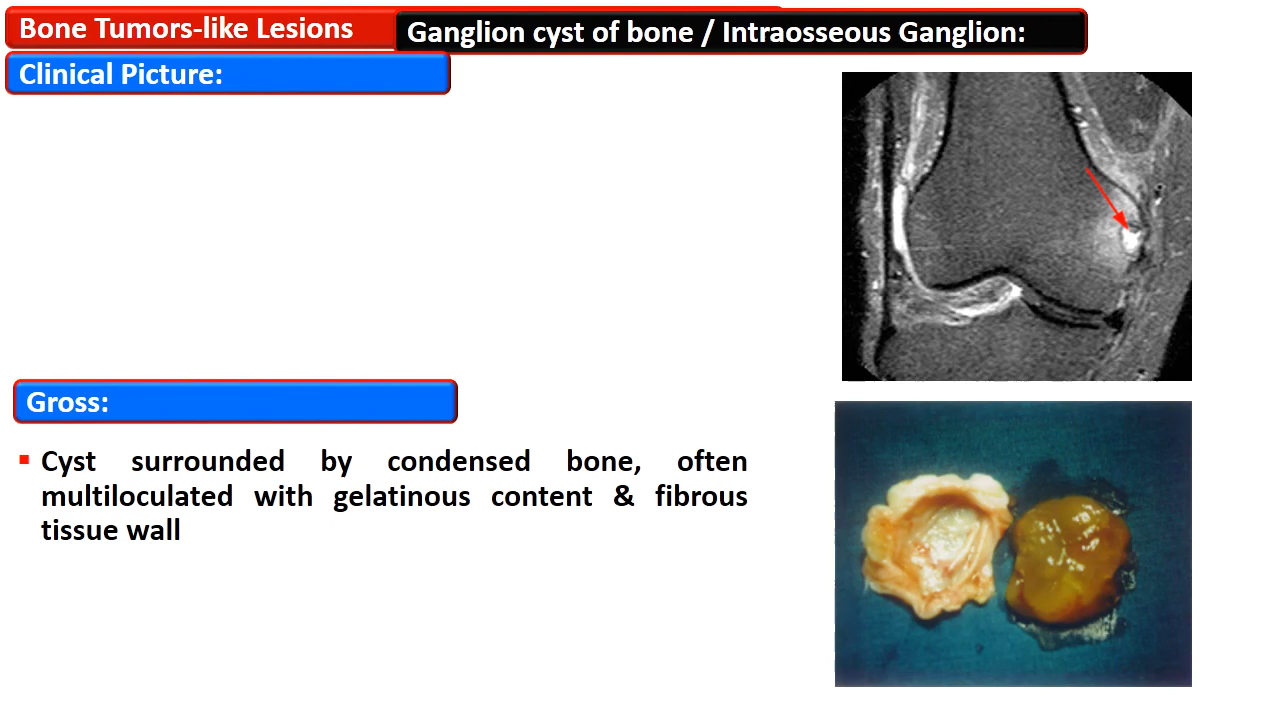 Bone Tumors-like Lesions
Ganglion cyst of bone / Intraosseous Ganglion:
Clinical Picture:
Gross:
Cyst surrounded by condensed bone, often
multiloculated with gelatinous content & fibrous
tissue wall